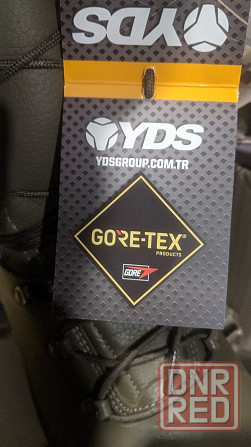 YDS
YDS
YDSGROUP.COM.TR
GORE-TEX®
PRODUCTS
GORE
DNR
RED